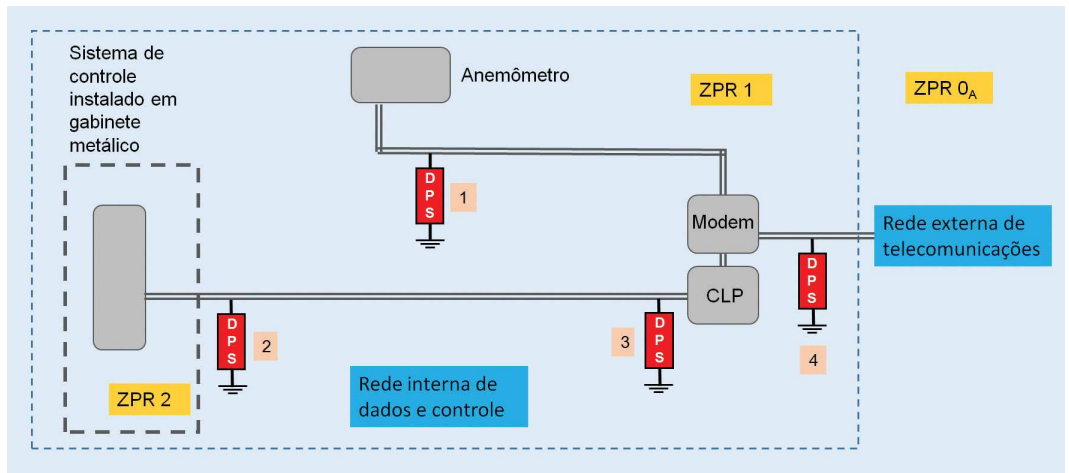 Sistema de
controle
instalado em
gabinete
metálico
Anemômetro
ZPR 1
ZPR 0A
DPS
1
Modem
Rede externa de
telecomunicações
CLP
DPS
4
DPS
2
DPS
3
ZPR 2
Rede interna de
dados e controle